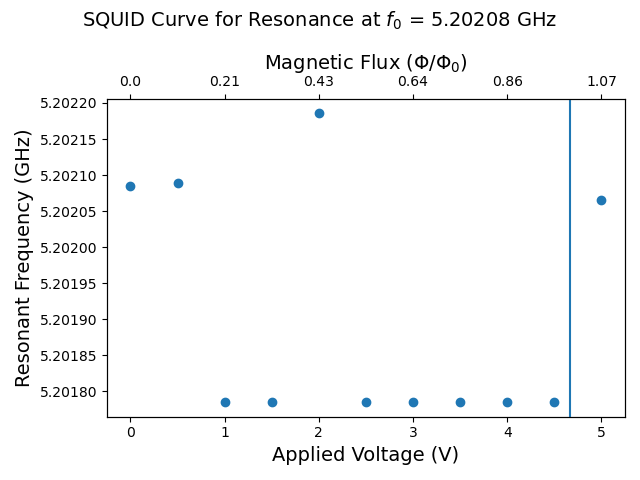 SQUID Curve for Resonance at f₀ = 5.20208 GHz
Magnetic Flux (Φ/Φ₀)
0.0 0.21 0.43 0.64 0.86 1.07
5.20220
5.20215
5.20210
5.20205
5.20200
5.20195
5.20190
5.20185
5.20180
Resonant Frequency (GHz)
0 1 2 3 4 5
Applied Voltage (V)